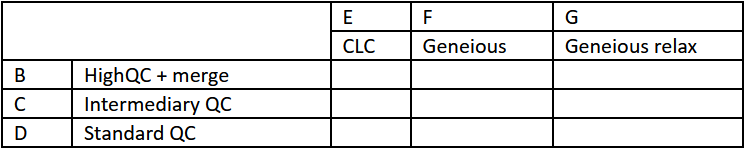 E F G
CLC Geneious Geneious relax
B HighQC + merge
C Intermediary QC
D Standard QC